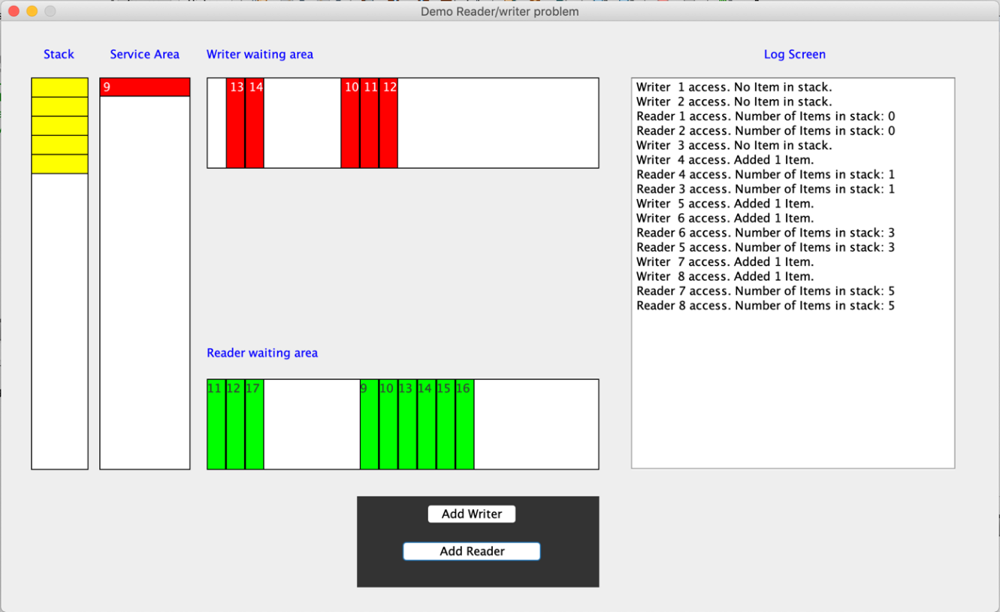 Demo Reader/writer problem
Stack
Service Area
Writer waiting area
Log Screen
9
13 14 10 11 12
Writer  1 access. No Item in stack.
Writer  2 access. No Item in stack.
Reader 1 access. Number of Items in stack: 0
Reader 2 access. Number of Items in stack: 0
Writer  3 access. No Item in stack.
Writer  4 access. Added 1 Item.
Reader 4 access. Number of Items in stack: 1
Reader 3 access. Number of Items in stack: 1
Writer  5 access. Added 1 Item.
Writer  6 access. Added 1 Item.
Reader 6 access. Number of Items in stack: 3
Reader 5 access. Number of Items in stack: 3
Writer  7 access. Added 1 Item.
Writer  8 access. Added 1 Item.
Reader 7 access. Number of Items in stack: 5
Reader 8 access. Number of Items in stack: 5
Reader waiting area
11 12 17 9 10 13 14 15 16
Add Writer
Add Reader